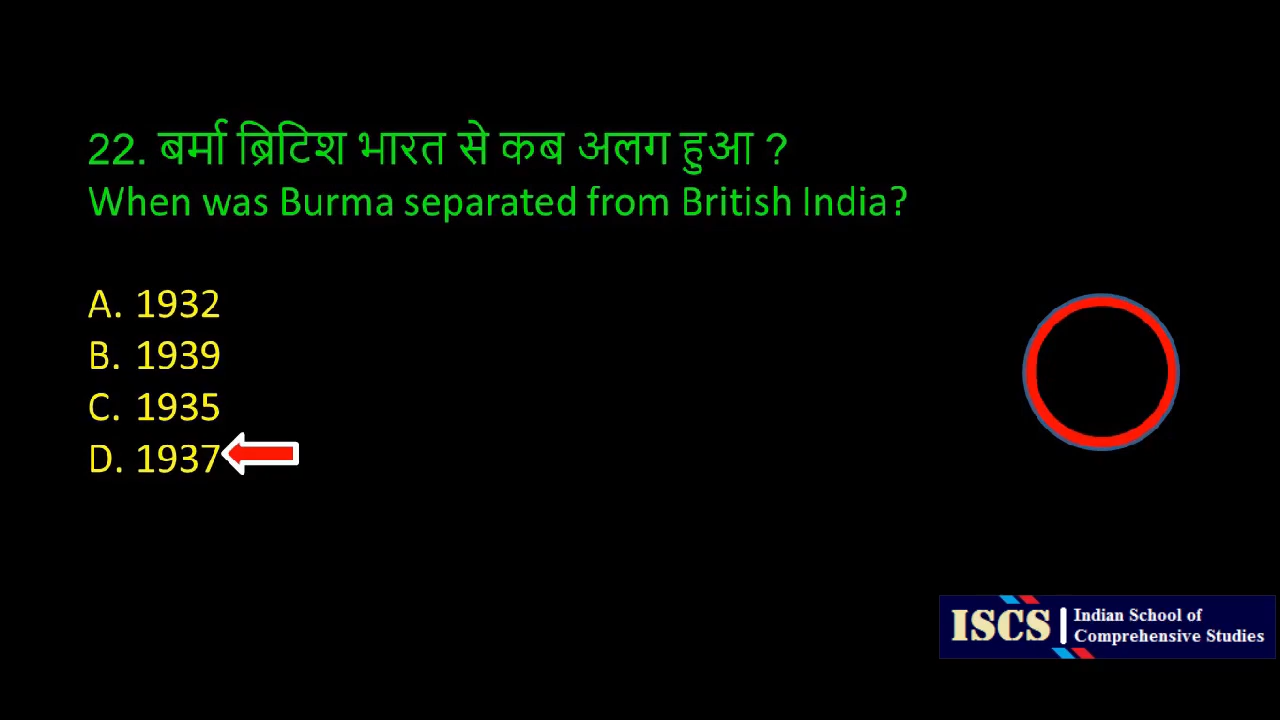 22. बर्मा ब्रिटिश भारत से कब अलग हुआ ?
When was Burma separated from British India?
A. 1932
B. 1939
C. 1935
D. 1937
ISCS
Indian School of
Comprehensive Studies